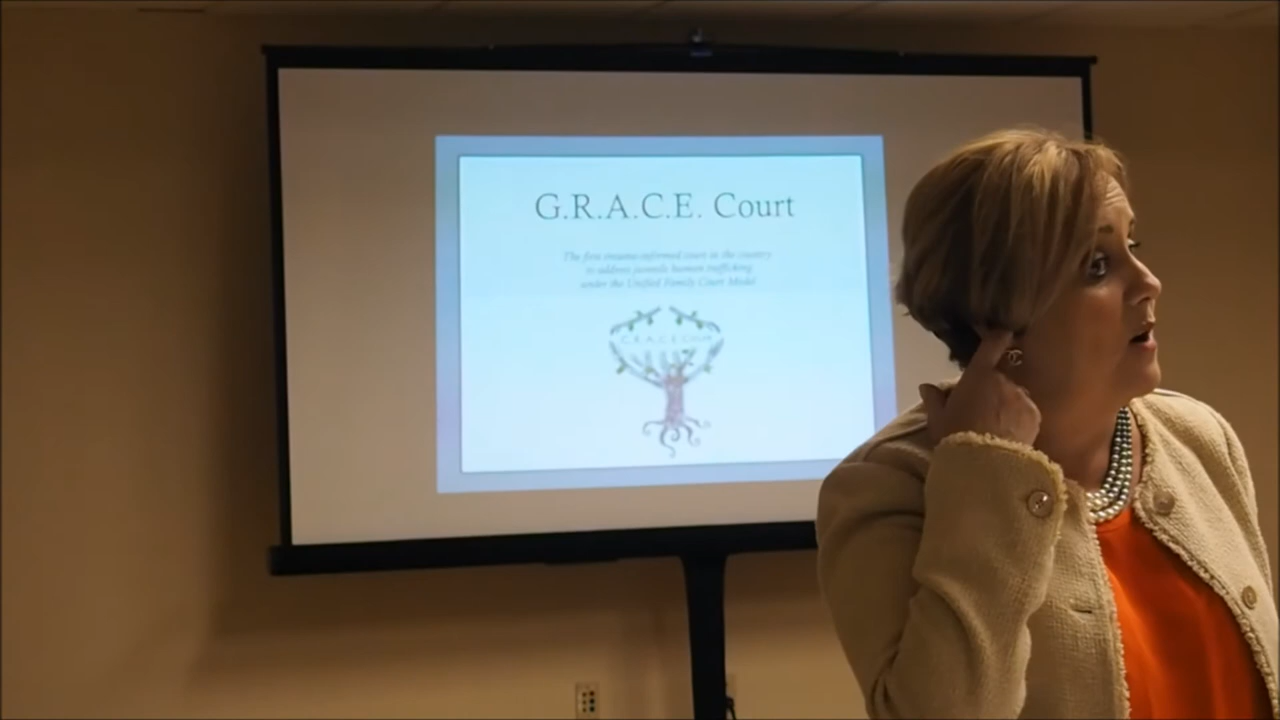 G.R.A.C.E. Court
The first trauma-informed court in the country
to address juvenile human trafficking
under the Unified Family Court Model
G.R.A.C.E Court